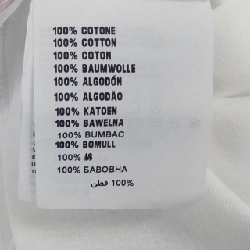 100% COTONE
100% COTTON
100% COTON
100% BAUMWOLLE
100% ALGODÓN
100% ALGODÃO
100% KATOEN
100% BAWEŁNA
100% BUMBAC
100% BOMULL
100%
100% БАВОВНА
100% قطن